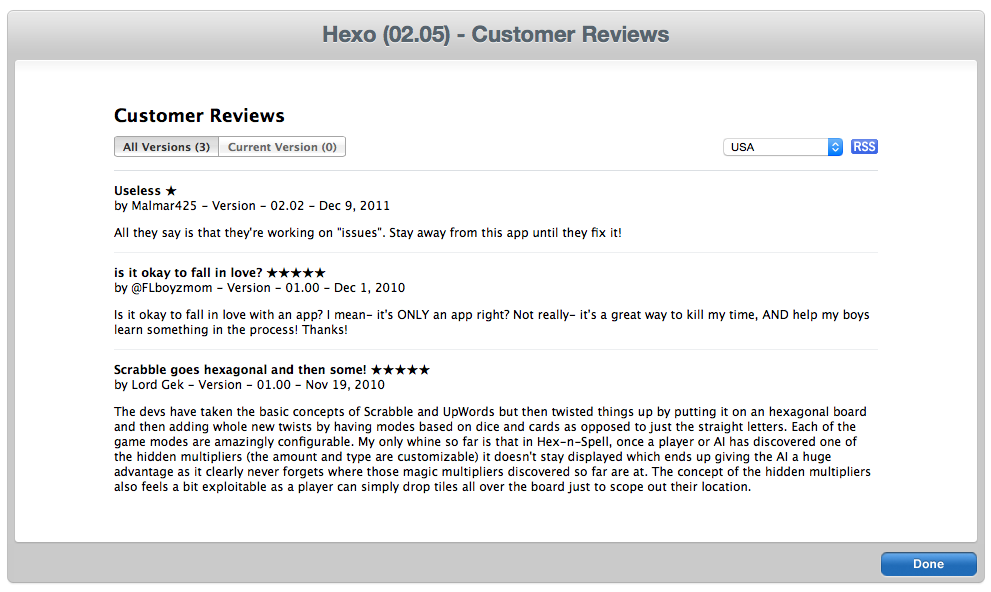 Hexo (02.05) - Customer Reviews
Customer Reviews
All Versions (3) Current Version (0) USA RSS
Useless ★
by Malmar425 - Version - 02.02 - Dec 9, 2011
All they say is that they're working on "issues". Stay away from this app until they fix it!
is it okay to fall in love? ★★★★★
by @FLboyzmom - Version - 01.00 - Dec 1, 2010
Is it okay to fall in love with an app? I mean- it's ONLY an app right? Not really- it's a great way to kill my time, AND help my boys
learn something in the process! Thanks!
Scrabble goes hexagonal and then some! ★★★★★
by Lord Gek - Version - 01.00 - Nov 19, 2010
The devs have taken the basic concepts of Scrabble and UpWords but then twisted things up by putting it on an hexagonal board
and then adding whole new twists by having modes based on dice and cards as opposed to just the straight letters. Each of the
game modes are amazingly configurable. My only whine so far is that in Hex-n-Spell, once a player or AI has discovered one of
the hidden multipliers (the amount and type are customizable) it doesn't stay displayed which ends up giving the AI a huge
advantage as it clearly never forgets where those magic multipliers discovered so far are at. The concept of the hidden multipliers
also feels a bit exploitable as a player can simply drop tiles all over the board just to scope out their location.
Done